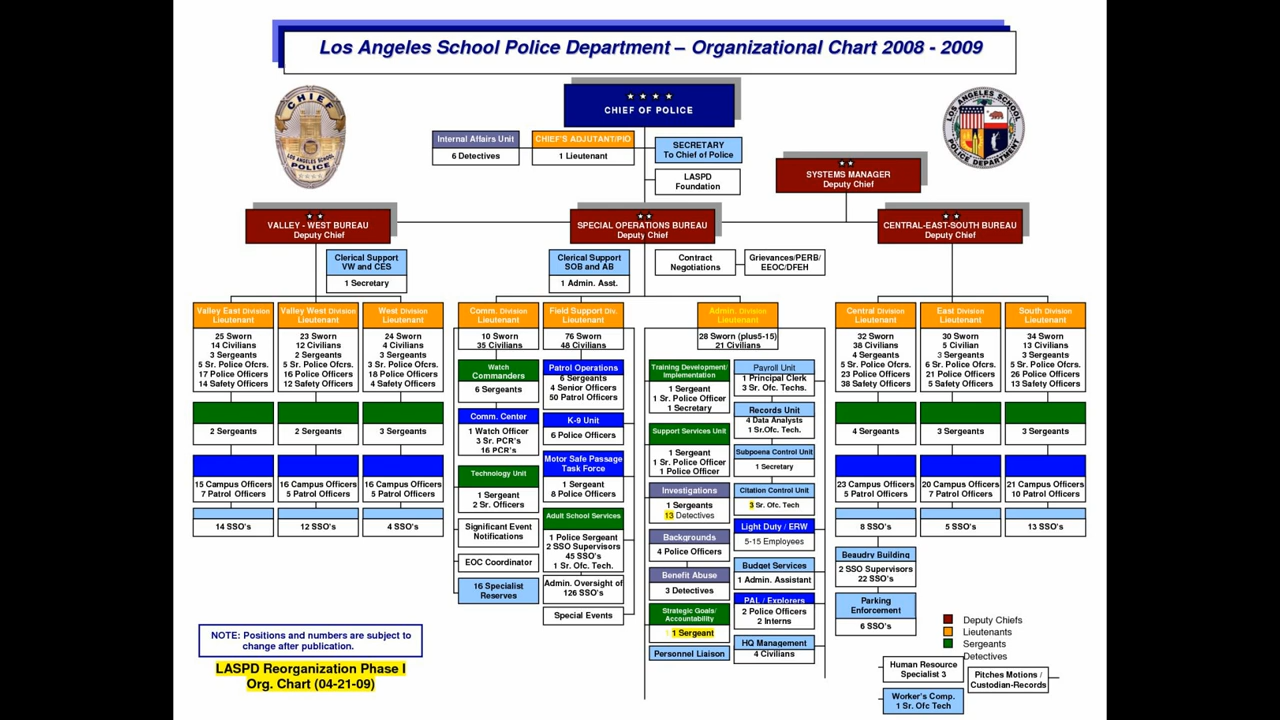 Los Angeles School Police Department – Organizational Chart 2008 - 2009
CHIEF
LOS ANGELES SCHOOL
POLICE
CHIEF OF POLICE
LOS ANGELES SCHOOL
POLICE DEPARTMENT
Internal Affairs Unit
6 Detectives
CHIEF'S ADJUTANT/PIO
1 Lieutenant
SECRETARY
To Chief of Police
LASPD
Foundation
SYSTEMS MANAGER
Deputy Chief
VALLEY - WEST BUREAU
Deputy Chief
SPECIAL OPERATIONS BUREAU
Deputy Chief
CENTRAL-EAST-SOUTH BUREAU
Deputy Chief
Clerical Support
VW and CES
1 Secretary
Clerical Support
SOB and AB
1 Admin. Asst.
Contract
Negotiations
Grievances/PERB/
EEOC/DFEH
Valley East Division
Lieutenant
25 Sworn
14 Civilians
3 Sergeants
5 Sr. Police Ofcrs.
17 Police Officers
14 Safety Officers
2 Sergeants
15 Campus Officers
7 Patrol Officers
14 SSO's
Valley West Division
Lieutenant
23 Sworn
12 Civilians
2 Sergeants
5 Sr. Police Ofcrs.
16 Police Officers
12 Safety Officers
2 Sergeants
16 Campus Officers
5 Patrol Officers
12 SSO's
West Division
Lieutenant
24 Sworn
4 Civilians
3 Sergeants
3 Sr. Police Ofcrs.
18 Police Officers
4 Safety Officers
3 Sergeants
16 Campus Officers
5 Patrol Officers
4 SSO's
Comm. Division
Lieutenant
10 Sworn
35 Civilians
Watch
Commanders
6 Sergeants
Comm. Center
1 Watch Officer
3 Sr. PCR's
16 PCR's
Technology Unit
1 Sergeant
2 Sr. Officers
Significant Event
Notifications
EOC Coordinator
16 Specialist
Reserves
Field Support Div.
Lieutenant
76 Sworn
48 Civilians
Patrol Operations
6 Sergeants
4 Senior Officers
50 Patrol Officers
K-9 Unit
6 Police Officers
Motor Safe Passage
Task Force
1 Sergeant
8 Police Officers
Adult School Services
1 Police Sergeant
2 SSO Supervisors
45 SSO's
1 Sr. Ofc. Tech.
Admin. Oversight of
126 SSO's
Special Events
Admin. Division
Lieutenant
28 Sworn (plus5-15)
21 Civilians
Training Development/
Implementation
1 Sergeant
1 Sr. Police Officer
1 Secretary
Support Services Unit
1 Sergeant
1 Sr. Police Officer
1 Police Officer
Investigations
1 Sergeants
13 Detectives
Backgrounds
4 Police Officers
Benefit Abuse
3 Detectives
Strategic Goals/
Accountability
1 Sergeant
Personnel Liaison
Payroll Unit
1 Principal Clerk
3 Sr. Ofc. Techs.
Records Unit
4 Data Analysts
1 Sr.Ofc. Tech.
Subpoena Control Unit
1 Secretary
Citation Control Unit
3 Sr. Ofc. Tech
Light Duty / ERW
5-15 Employees
Budget Services
1 Admin. Assistant
PAL / Explorers
2 Police Officers
2 Interns
HQ Management
4 Civilians
Central Division
Lieutenant
32 Sworn
38 Civilians
4 Sergeants
5 Sr. Police Ofcrs.
23 Police Officers
38 Safety Officers
4 Sergeants
23 Campus Officers
5 Patrol Officers
8 SSO's
Beaudry Building
2 SSO Supervisors
22 SSO's
Parking
Enforcement
6 SSO's
East Division
Lieutenant
30 Sworn
5 Civilian
3 Sergeants
6 Sr. Police Ofcrs.
21 Police Officers
5 Safety Officers
3 Sergeants
20 Campus Officers
7 Patrol Officers
5 SSO's
South Division
Lieutenant
34 Sworn
13 Civilians
3 Sergeants
5 Sr. Police Ofcrs.
26 Police Officers
13 Safety Officers
3 Sergeants
21 Campus Officers
10 Patrol Officers
13 SSO's
Deputy Chiefs
Lieutenants
Sergeants
Detectives
Human Resource
Specialist 3
Pitches Motions /
Custodian-Records
Worker's Comp.
1 Sr. Ofc Tech
NOTE: Positions and numbers are subject to
change after publication.
LASPD Reorganization Phase I
Org. Chart (04-21-09)